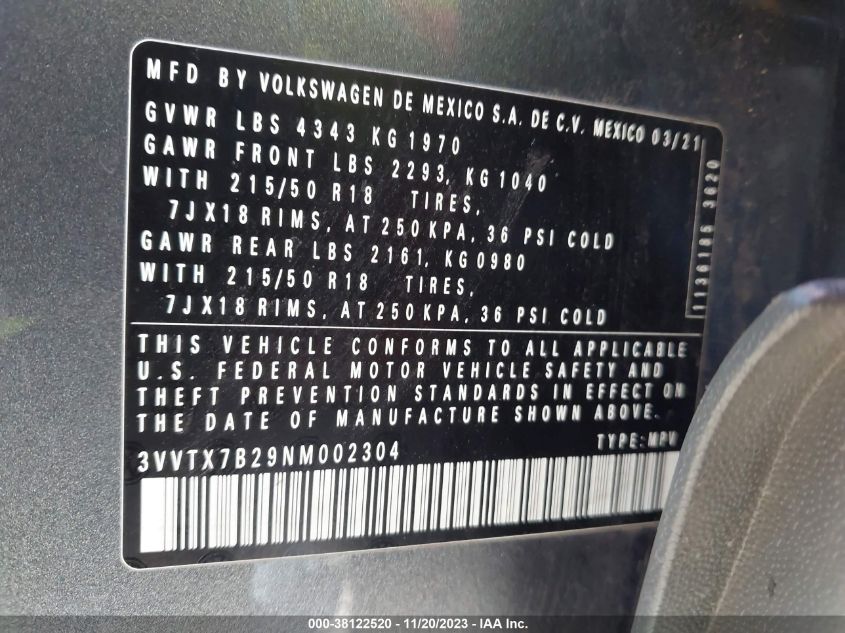 MFD BY VOLKSWAGEN DE MEXICO S.A. DE C.V. MEXICO 03/21
GVWR LBS 4343 KG 1970
GAWR FRONT LBS 2293, KG 1040
WITH 215/50 R18 TIRES,
7JX18 RIMS, AT 250 KPA, 36 PSI COLD
GAWR REAR LBS 2161, KG0980
WITH 215/50 R18 TIRES,
7JX18 RIMS, AT 250 KPA, 36 PSI COLD
1136185 3620
THIS VEHICLE CONFORMS TO ALL APPLICABLE
U.S. FEDERAL MOTOR VEHICLE SAFETY AND
THEFT PREVENTION STANDARDS IN EFFECT ON
THE DATE OF MANUFACTURE SHOWN ABOVE.
3VVTX7B29NM002304 TYPE:MPV
000-38122520 - 11/20/2023 - IAA Inc.